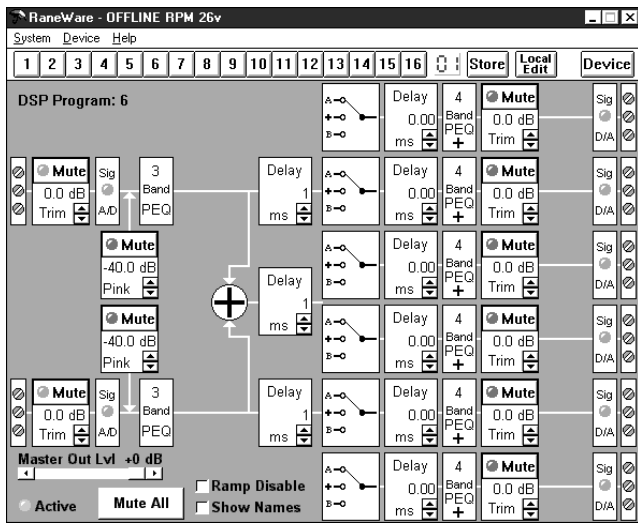 RaneWare - OFFLINE RPM 26v
System Device Help
1 2 3 4 5 6 7 8 9 10 11 12 13 14 15 16 01 Store Local Edit Device
DSP Program: 6
A
+
B
Delay
0.00
ms
4
Band
PEQ
+
Mute
0.0 dB
Trim
Sig
D/A
Mute
0.0 dB
Trim
Sig
A/D
3
Band
PEQ
Delay
1
ms
A
+
B
Delay
0.00
ms
4
Band
PEQ
+
Mute
0.0 dB
Trim
Sig
D/A
Mute
-40.0 dB
Pink
A
+
B
Delay
0.00
ms
4
Band
PEQ
+
Mute
0.0 dB
Trim
Sig
D/A
+
Delay
1
ms
Mute
-40.0 dB
Pink
A
+
B
Delay
0.00
ms
4
Band
PEQ
+
Mute
0.0 dB
Trim
Sig
D/A
Mute
0.0 dB
Trim
Sig
A/D
3
Band
PEQ
Delay
1
ms
A
+
B
Delay
0.00
ms
4
Band
PEQ
+
Mute
0.0 dB
Trim
Sig
D/A
Master Out Lvl +0 dB
Active
Mute All
Ramp Disable
Show Names
A
+
B
Delay
0.00
ms
4
Band
PEQ
+
Mute
0.0 dB
Trim
Sig
D/A